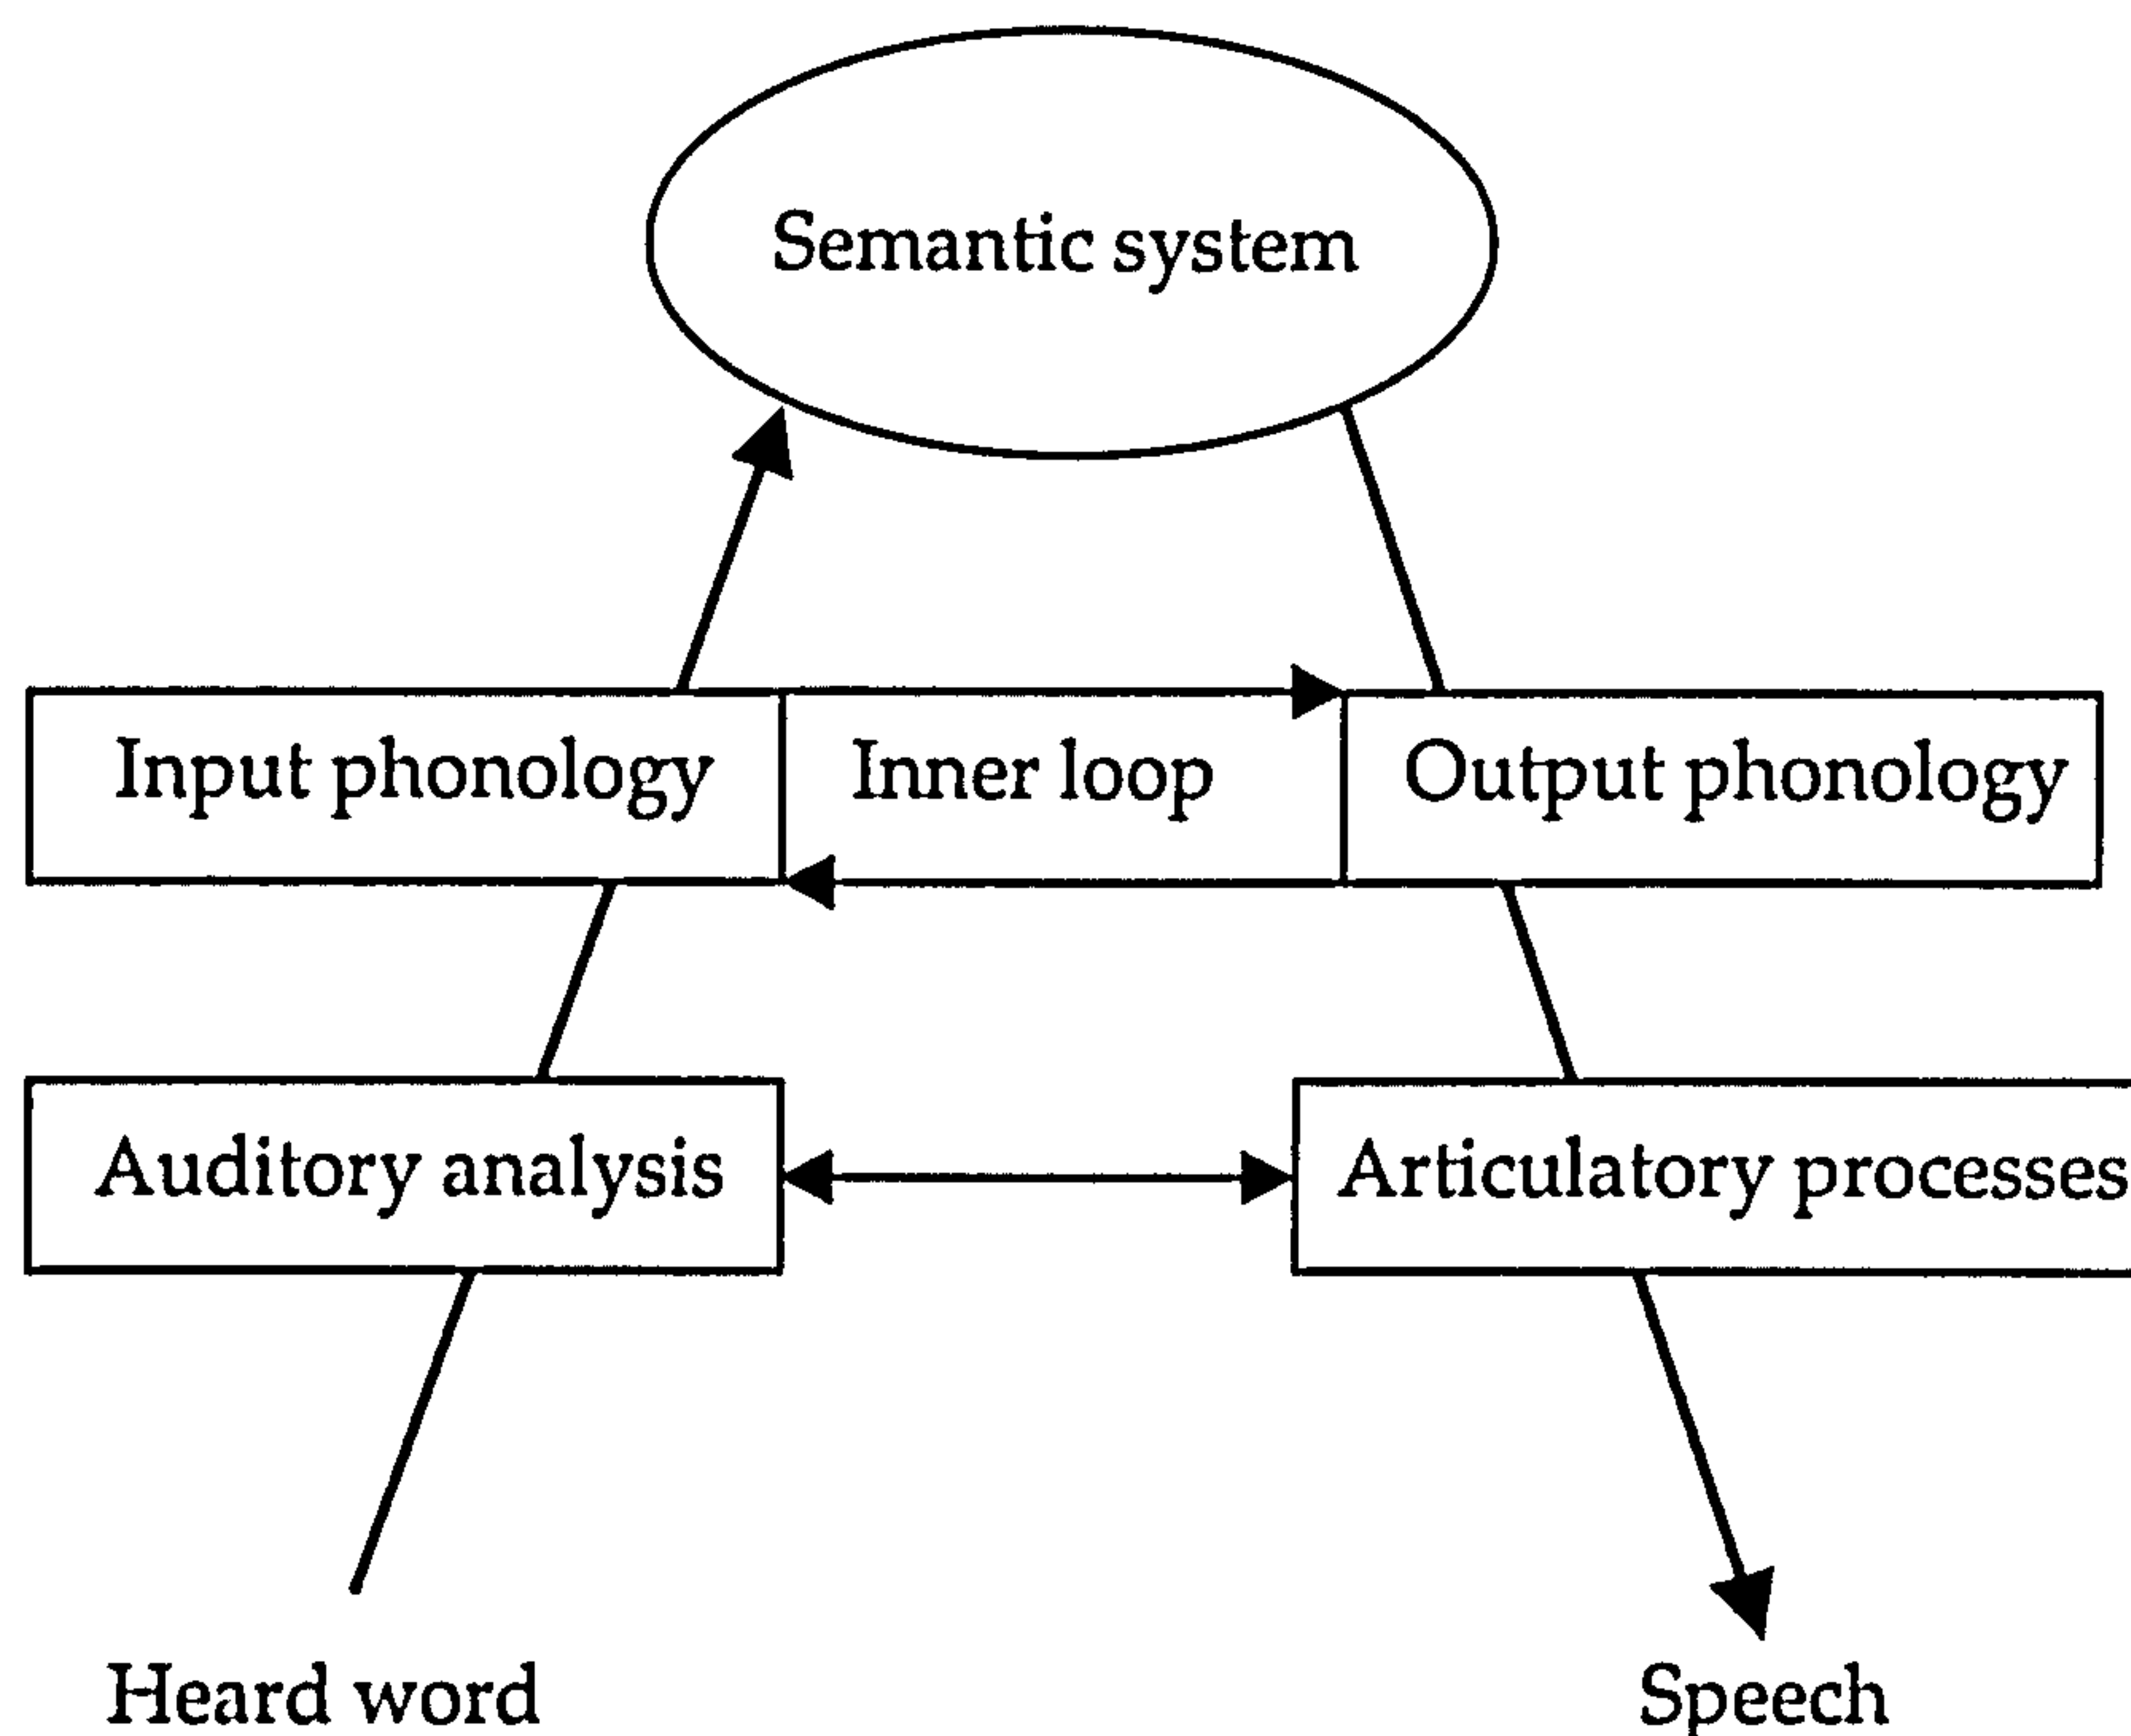 Semantic system
Input phonology
Inner loop
Output phonology
Auditory analysis
Articulatory processes
Heard word
Speech